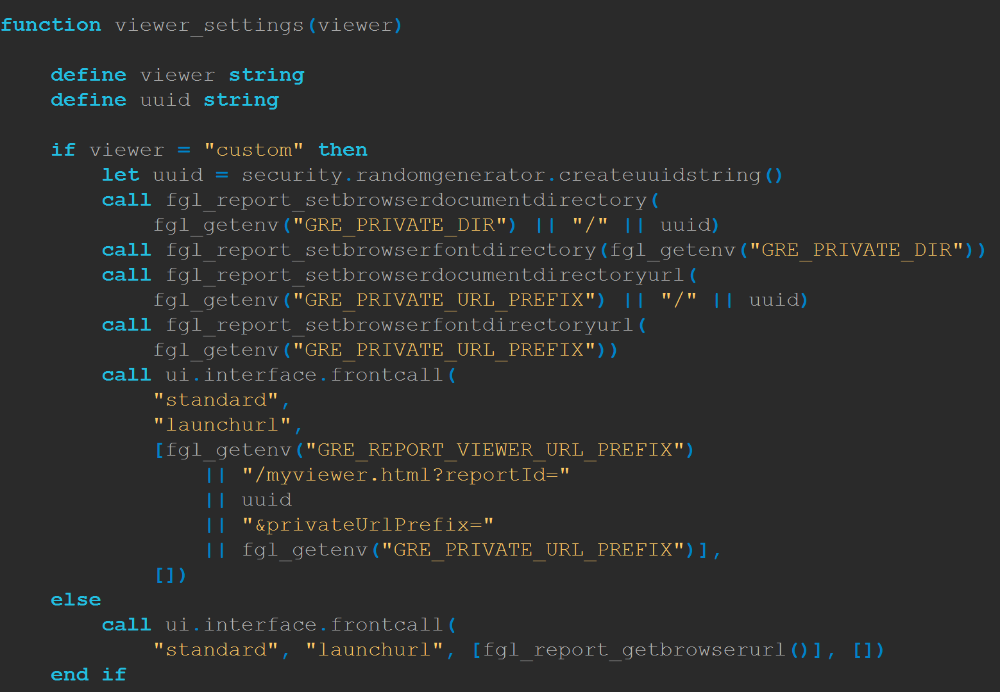 function viewer_settings(viewer)
define viewer string
define uuid string
if viewer = "custom" then
let uuid = security.randomgenerator.createuuidstring()
call fgl_report_setbrowserdocumentdirectory(
fgl_getenv("GRE_PRIVATE_DIR") || "/" || uuid)
call fgl_report_setbrowserfontdirectory(fgl_getenv("GRE_PRIVATE_DIR"))
call fgl_report_setbrowserdocumentdirectoryurl(
fgl_getenv("GRE_PRIVATE_URL_PREFIX") || "/" || uuid)
call fgl_report_setbrowserfontdirectoryurl(
fgl_getenv("GRE_PRIVATE_URL_PREFIX"))
call ui.interface.frontcall(
"standard",
"launchurl",
[fgl_getenv("GRE_REPORT_VIEWER_URL_PREFIX")
|| "/myviewer.html?reportId="
|| uuid
|| "&privateUrlPrefix="
|| fgl_getenv("GRE_PRIVATE_URL_PREFIX")],
[])
else
call ui.interface.frontcall(
"standard", "launchurl", [fgl_report_getbrowserurl()], [])
end if